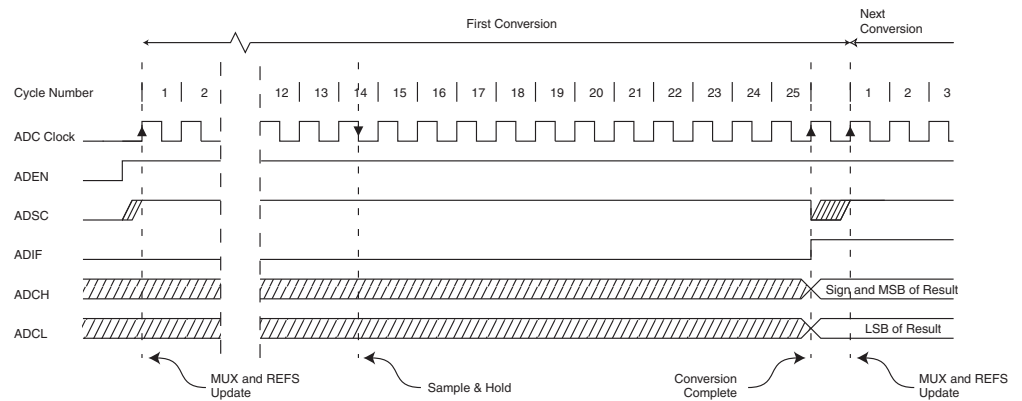 Next
First Conversion
Conversion
Cycle Number 1 2 12 13 14 15 16 17 18 19 20 21 22 23 24 25 1 2 3
ADC Clock
ADEN
ADSC
ADIF
ADCH Sign and MSB of Result
ADCL LSB of Result
MUX and REFS
Update
Sample & Hold
Conversion
Complete
MUX and REFS
Update